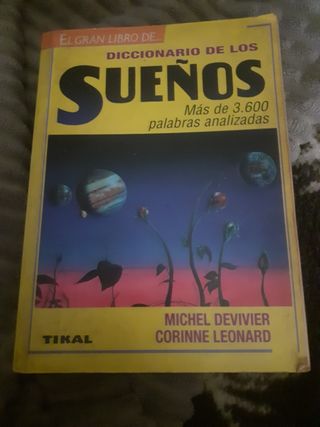 EL GRAN LIBRO DE...
DICCIONARIO DE LOS
SUEÑOS
Más de 3.600
palabras analizadas
MICHEL DEVIVIER
CORINNE LEONARD
TIKAL